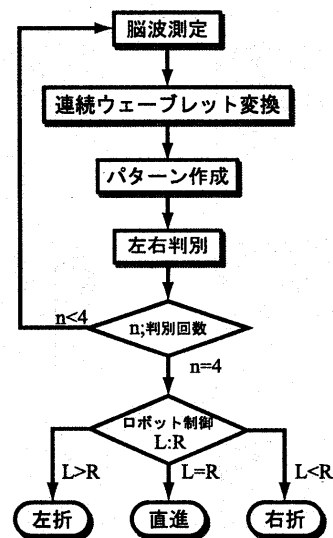 脳波測定
連続ウェーブレット変換
パターン作成
左右判別
n<4
n;判別回数
n=4
ロボット制御
L:R
L>R
L=R
L<R
左折
直進
右折